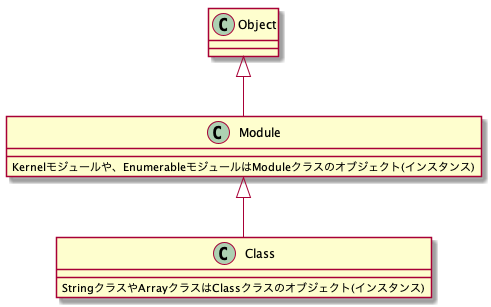 C Object
C Module
Kernelモジュールや、EnumerableモジュールはModuleクラスのオブジェクト(インスタンス)
C Class
StringクラスやArrayクラスはClassクラスのオブジェクト(インスタンス)